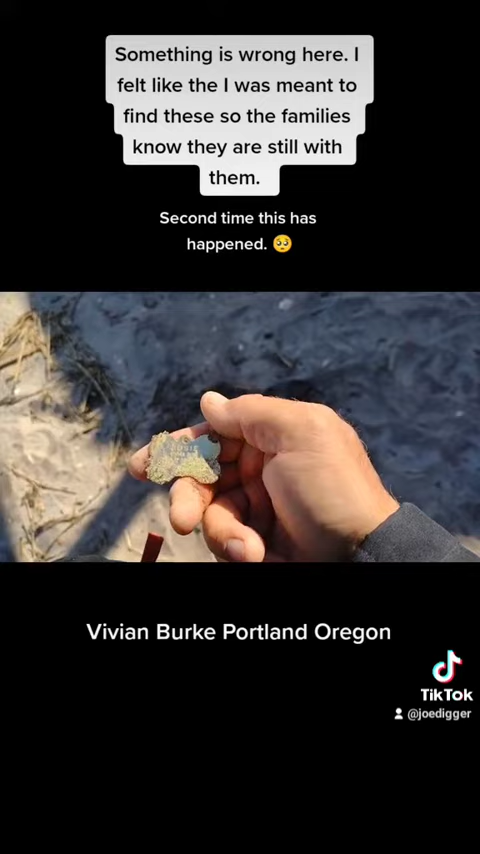 Something is wrong here. I
felt like the I was meant to
find these so the families
know they are still with
them.
Second time this has
happened. 🥺
Vivian Burke Portland Oregon
TikTok
@joedigger